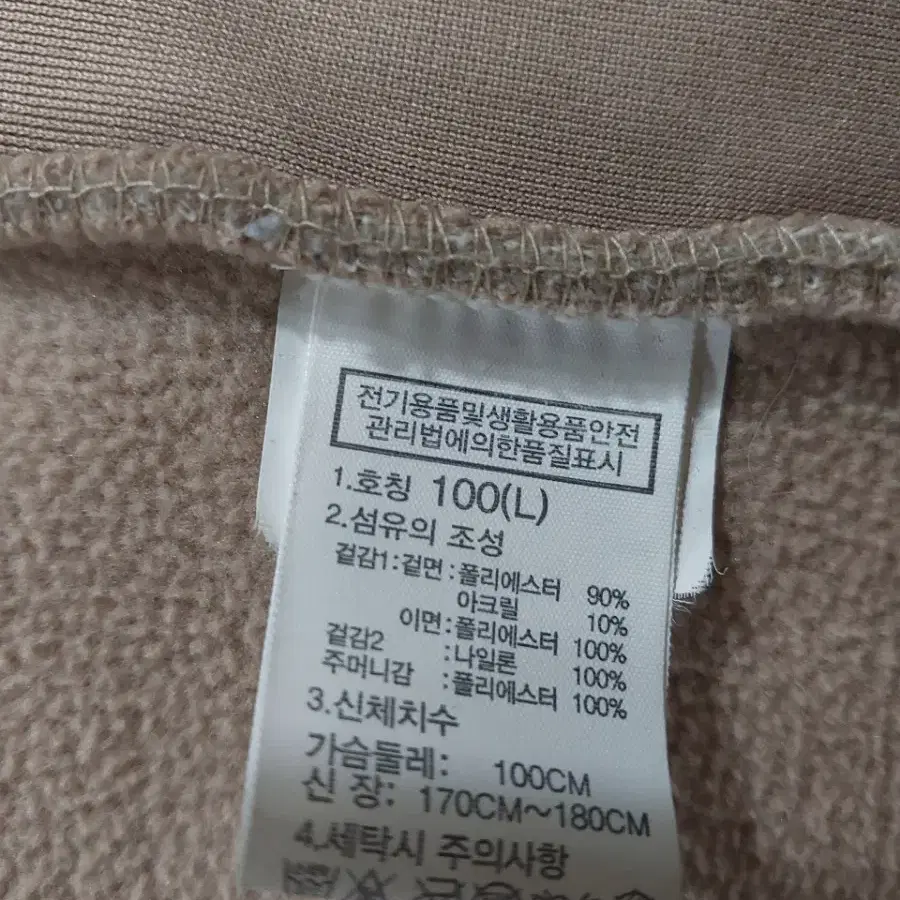 전기용품및생활용품안전
관리법에의한품질표시
1.호칭 100(L)
2.섬유의 조성
겉감1:겉면:폴리에스터 90%
아크릴 10%
이면:폴리에스터 100%
겉감2 :나일론 100%
주머니감 :폴리에스터 100%
3.신체치수
가슴둘레: 100CM
신 장: 170CM~180CM
4.세탁시 주의사항